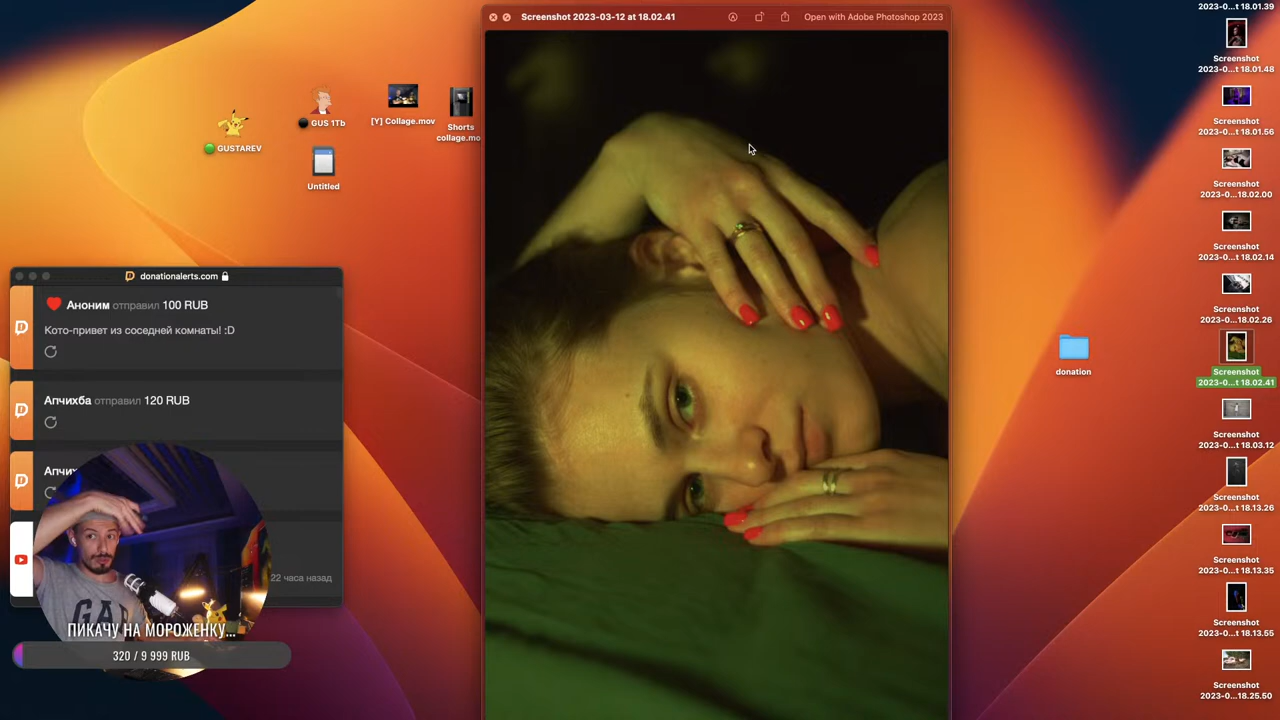 Screenshot 2023-03-12 at 18.02.41
Open with Adobe Photoshop 2023
GUSTAREV
GUS 1Tb
Untitled
[Y] Collage.mov
Shorts
collage.mo
donationalerts.com
Аноним отправил 100 RUB
Кото-привет из соседней комнаты! :D
Апчихба отправил 120 RUB
Апчи
22 часа назад
GAP
ПИКАЧУ НА МОРОЖЕНКУ...
320 / 9 999 RUB
donation
18.01.39
Screenshot
2023-0...t 18.01.48
Screenshot
2023-0...t 18.01.56
Screenshot
2023-0...t 18.02.00
Screenshot
2023-0...t 18.02.14
Screenshot
2023-0...t 18.02.26
Screenshot
2023-0...t 18.02.41
Screenshot
2023-0...t 18.03.12
Screenshot
2023-0...t 18.13.26
Screenshot
2023-0...t 18.13.35
Screenshot
2023-0...t 18.13.55
Screenshot
2023-0...18.25.50